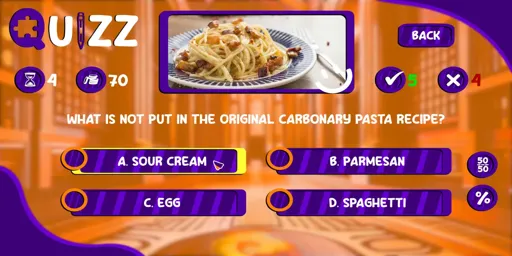 QUIZZ
BACK
4
70
5
4
WHAT IS NOT PUT IN THE ORIGINAL CARBONARY PASTA RECIPE?
A. SOUR CREAM
B. PARMESAN
50
50
C. EGG
D. SPAGHETTI
%